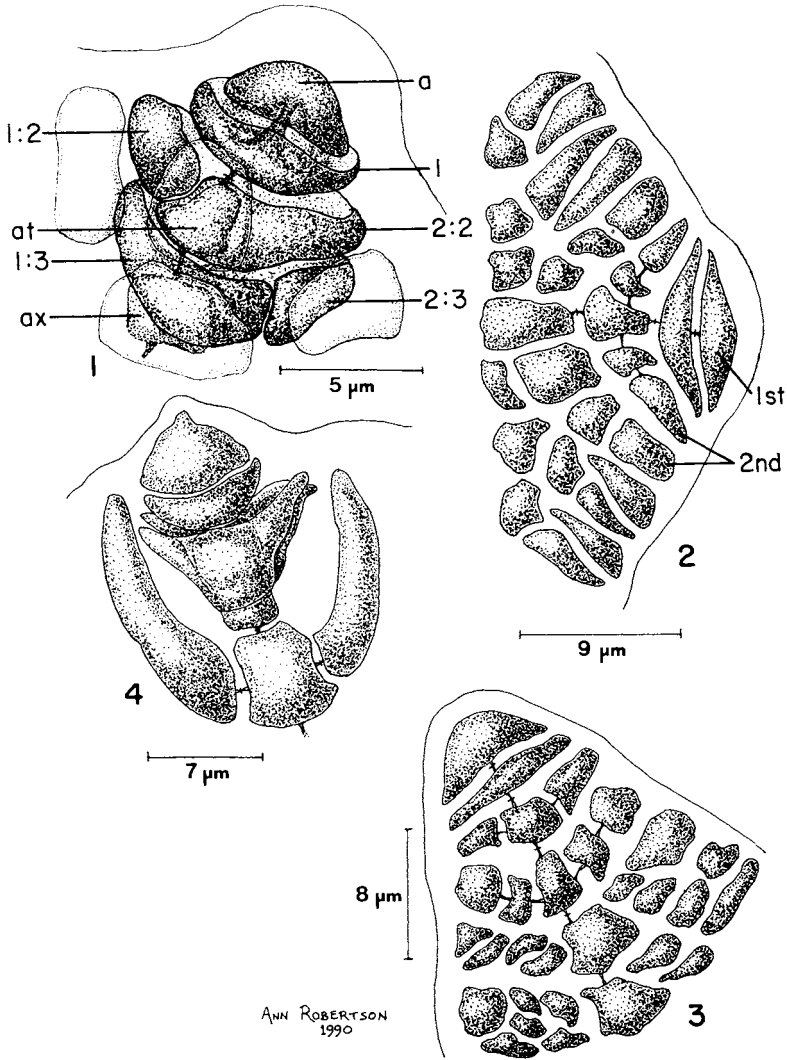 a
1:2
1
at
2:2
1:3
ax
2:3
1
5 µm
1st
2nd
2
9 µm
4
7 µm
8 µm
3
ANN ROBERTSON
1990